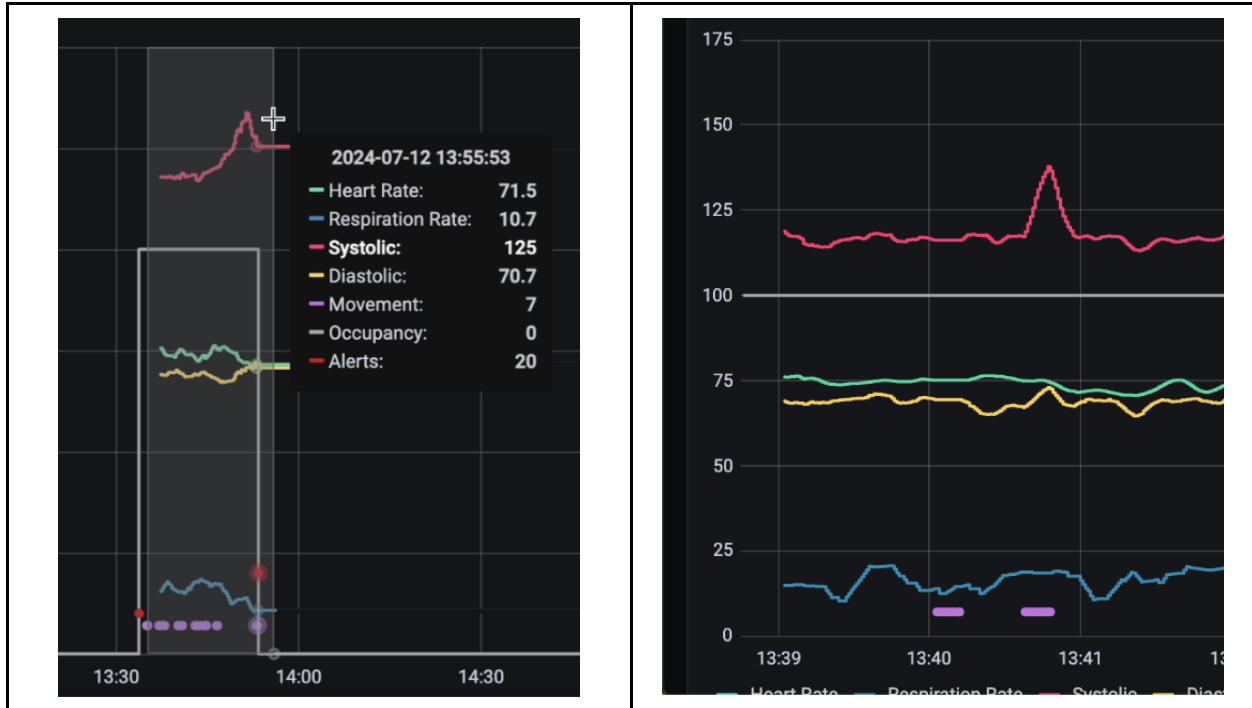 2024-07-12 13:55:53
Heart Rate: 71.5
Respiration Rate: 10.7
Systolic: 125
Diastolic: 70.7
Movement: 7
Occupancy: 0
Alerts: 20
13:30 14:00 14:30
175
150
125
100
75
50
25
0
13:39 13:40 13:41 13
Heart Rate Respiration Rate Systolic Dias